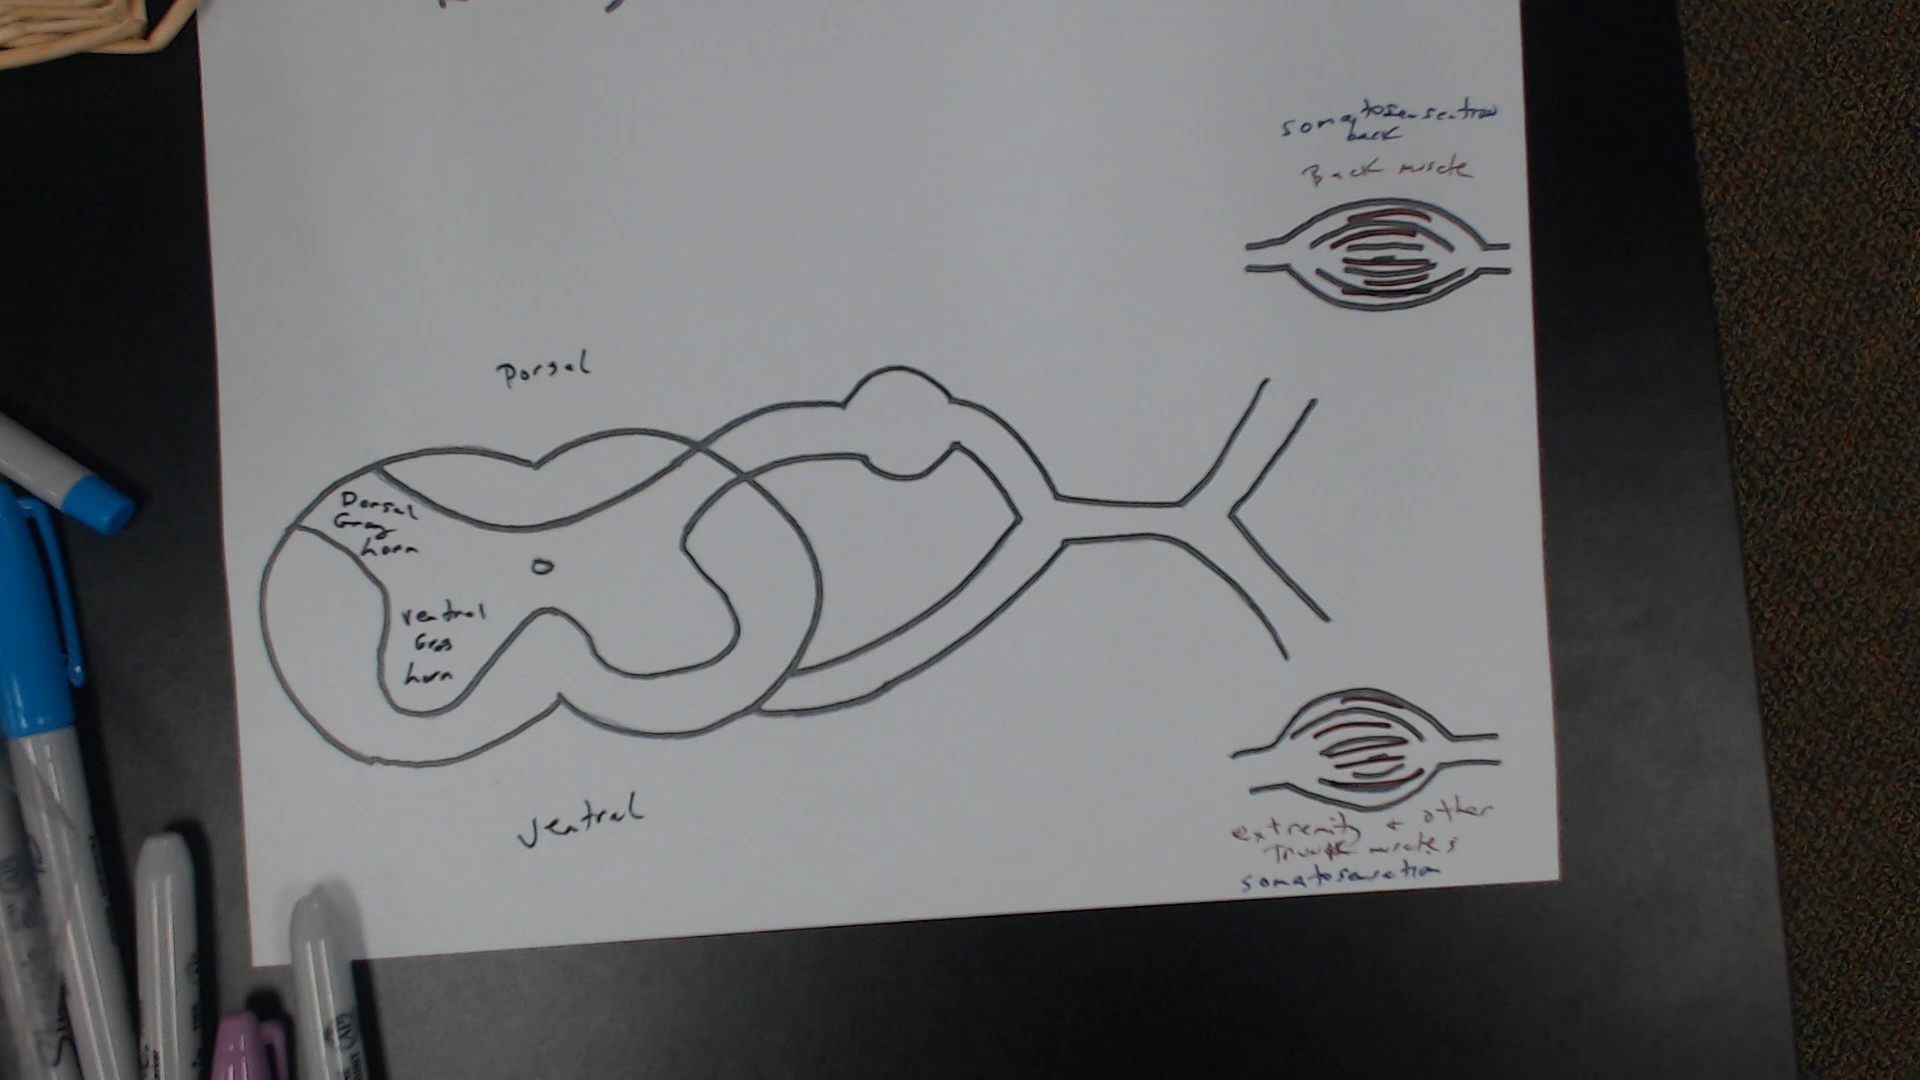 somatosensation
back
Back muscle
Dorsal
Dorsal
Gray
horn
ventral
Gray
horn
Ventral
extremity + other
Trunk muscles
somatosensation